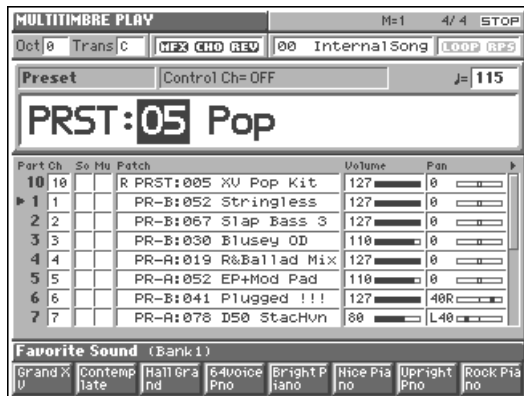 MULTITIMBRE PLAY M=1 4/ 4 STOP
Oct 0 Trans C MFX CHO REV 00 InternalSong LOOP RPS
Preset Control Ch= OFF ♩= 115
PRST:05 Pop
Part Ch So Mu Patch Volume Pan
10 10 R PRST:005 XV Pop Kit 127 0
1 1 PR-B:052 Stringless 127 0
2 2 PR-B:067 Slap Bass 3 127 0
3 3 PR-B:030 Blusey OD 110 0
4 4 PR-A:019 R&Ballad Mix 127 0
5 5 PR-A:052 EP+Mod Pad 110 0
6 6 PR-B:041 Plugged !!! 127 40R
7 7 PR-A:078 D50 StacHvn 80 L40
Favorite Sound (Bank1)
Grand X
V
Contemp
late
Hall Gra
nd
64voice
Pno
Bright P
iano
Nice Pia
no
Upright
Pno
Rock Pia
no